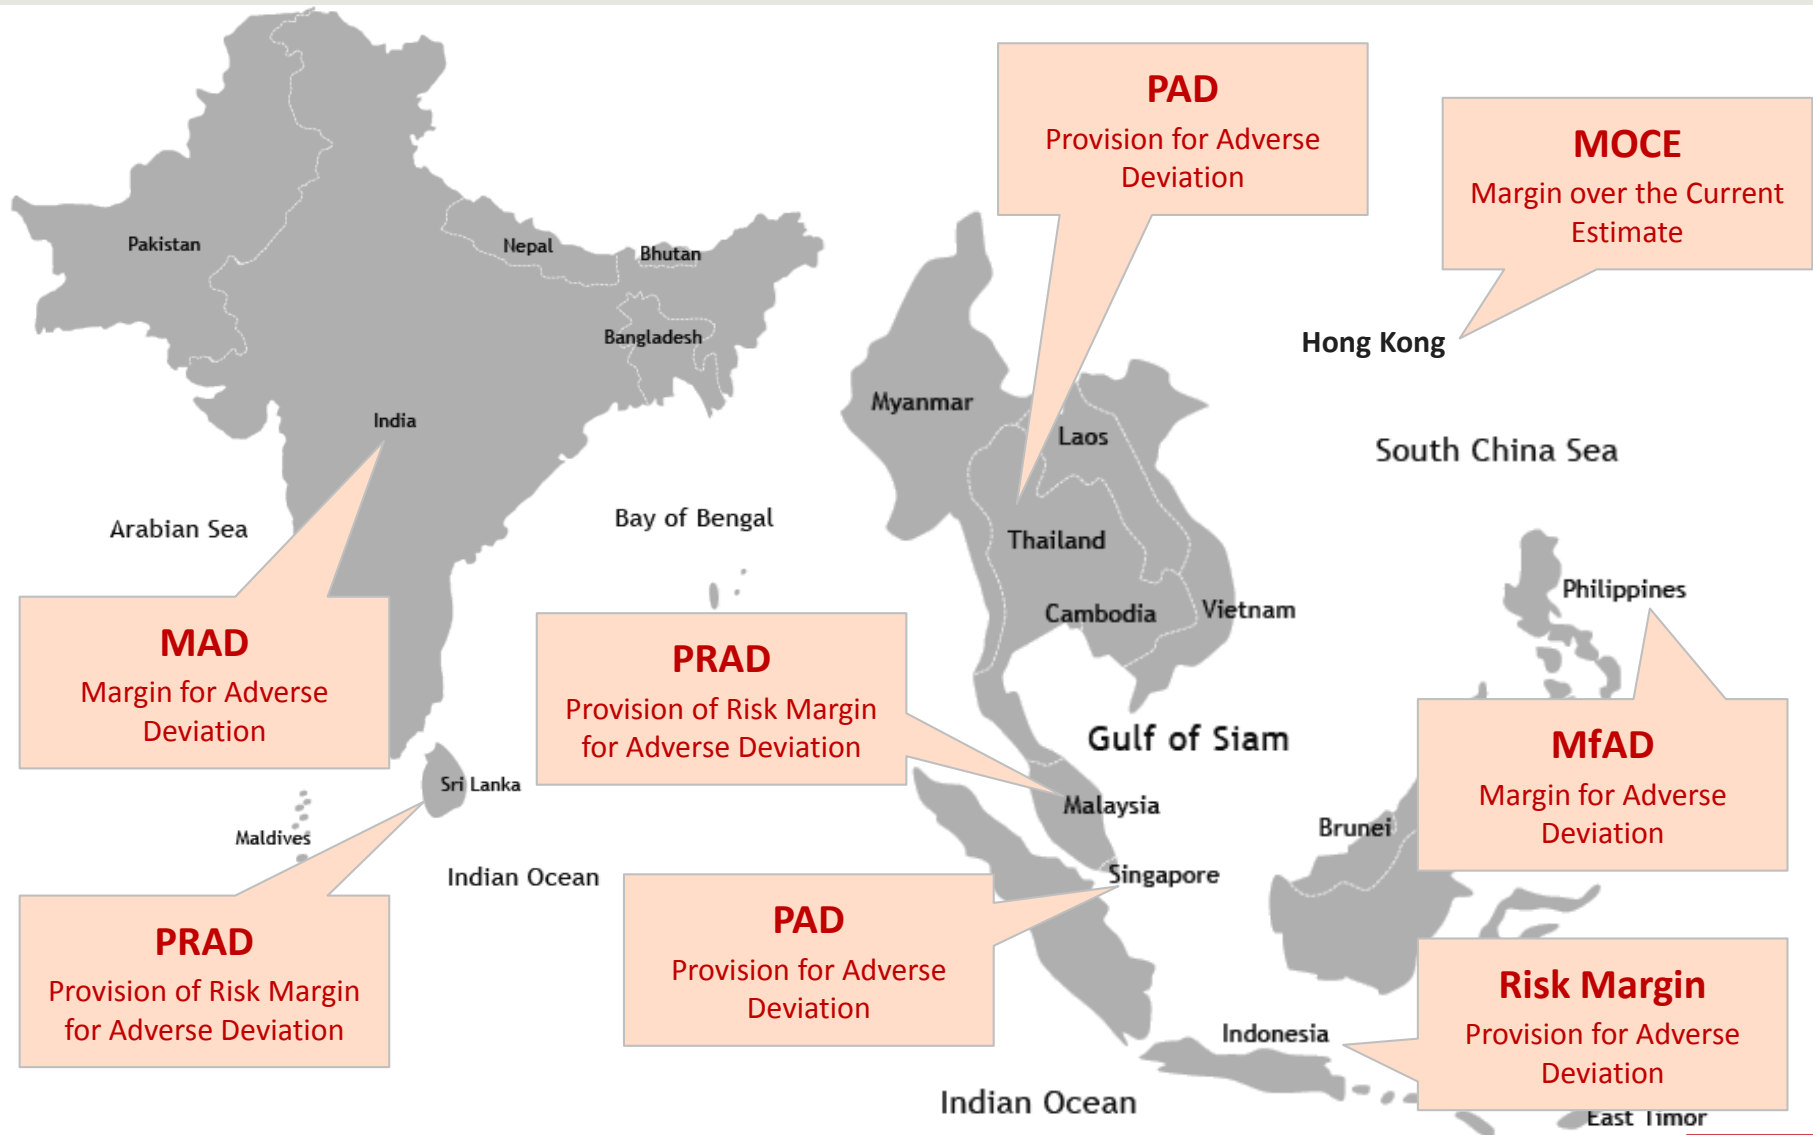 PAD
Provision for Adverse
Deviation
MOCE
Margin over the Current
Estimate
Pakistan
Nepal
Bhutan
Bangladesh
Hong Kong
Myanmar
India
Laos
South China Sea
Arabian Sea
Bay of Bengal
Thailand
Philippines
Cambodia
Vietnam
MAD
Margin for Adverse
Deviation
PRAD
Provision of Risk Margin
for Adverse Deviation
Gulf of Siam
MfAD
Margin for Adverse
Deviation
Sri Lanka
Malaysia
Maldives
Brunei
Indian Ocean
Singapore
PRAD
Provision of Risk Margin
for Adverse Deviation
PAD
Provision for Adverse
Deviation
Risk Margin
Provision for Adverse
Deviation
Indonesia
Indian Ocean
East Timor